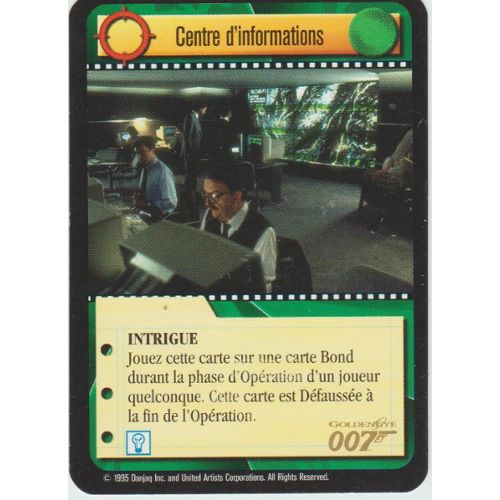 Centre d'informations
INTRIGUE
Jouez cette carte sur une carte Bond
durant la phase d'Opération d'un joueur
quelconque. Cette carte est Défaussée à
la fin de l'Opération.
GOLDENEYE
007
© 1995 Danjaq Inc. and United Artists Corporations. All Rights Reserved.